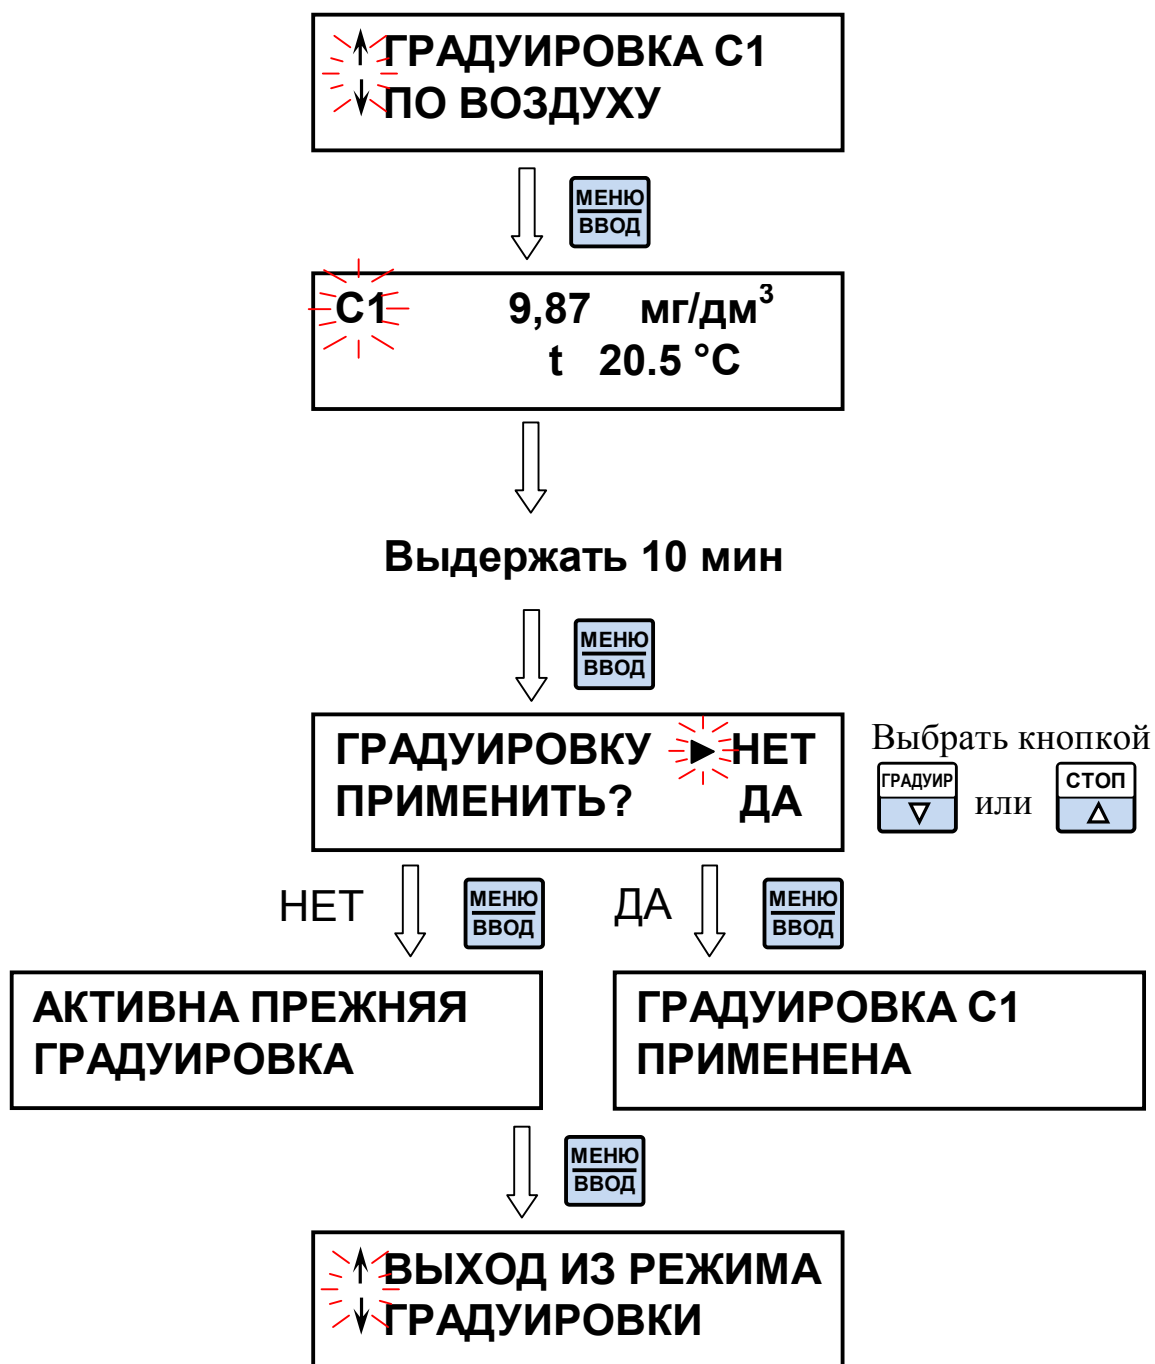 ГРАДУИРОВКА С1
ПО ВОЗДУХУ
МЕНЮ
ВВОД
С1 9,87 мг/дм³
t 20.5 °С
Выдержать 10 мин
МЕНЮ
ВВОД
ГРАДУИРОВКУ ►НЕТ
ПРИМЕНИТЬ? ДА
Выбрать кнопкой
ГРАДУИР
или
СТОП
НЕТ
МЕНЮ
ВВОД
ДА
МЕНЮ
ВВОД
АКТИВНА ПРЕЖНЯЯ
ГРАДУИРОВКА
ГРАДУИРОВКА С1
ПРИМЕНЕНА
МЕНЮ
ВВОД
ВЫХОД ИЗ РЕЖИМА
ГРАДУИРОВКИ